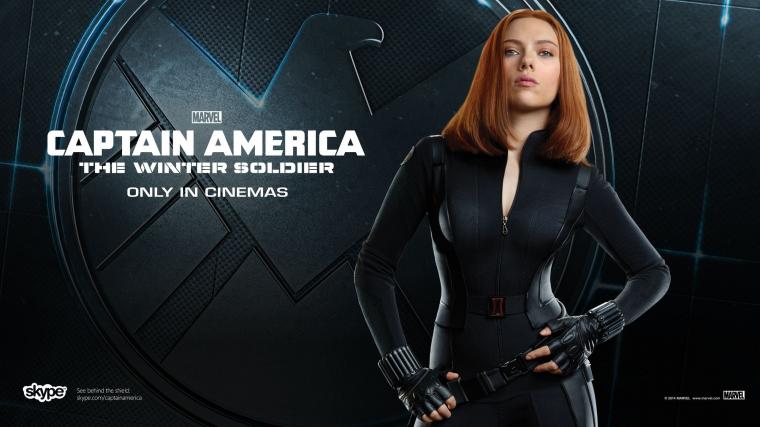 MARVEL
CAPTAIN AMERICA
THE WINTER SOLDIER
ONLY IN CINEMAS
skype
See behind the shield:
skype.com/captainamerica
© 2014 MARVEL www.marvel.com MARVEL